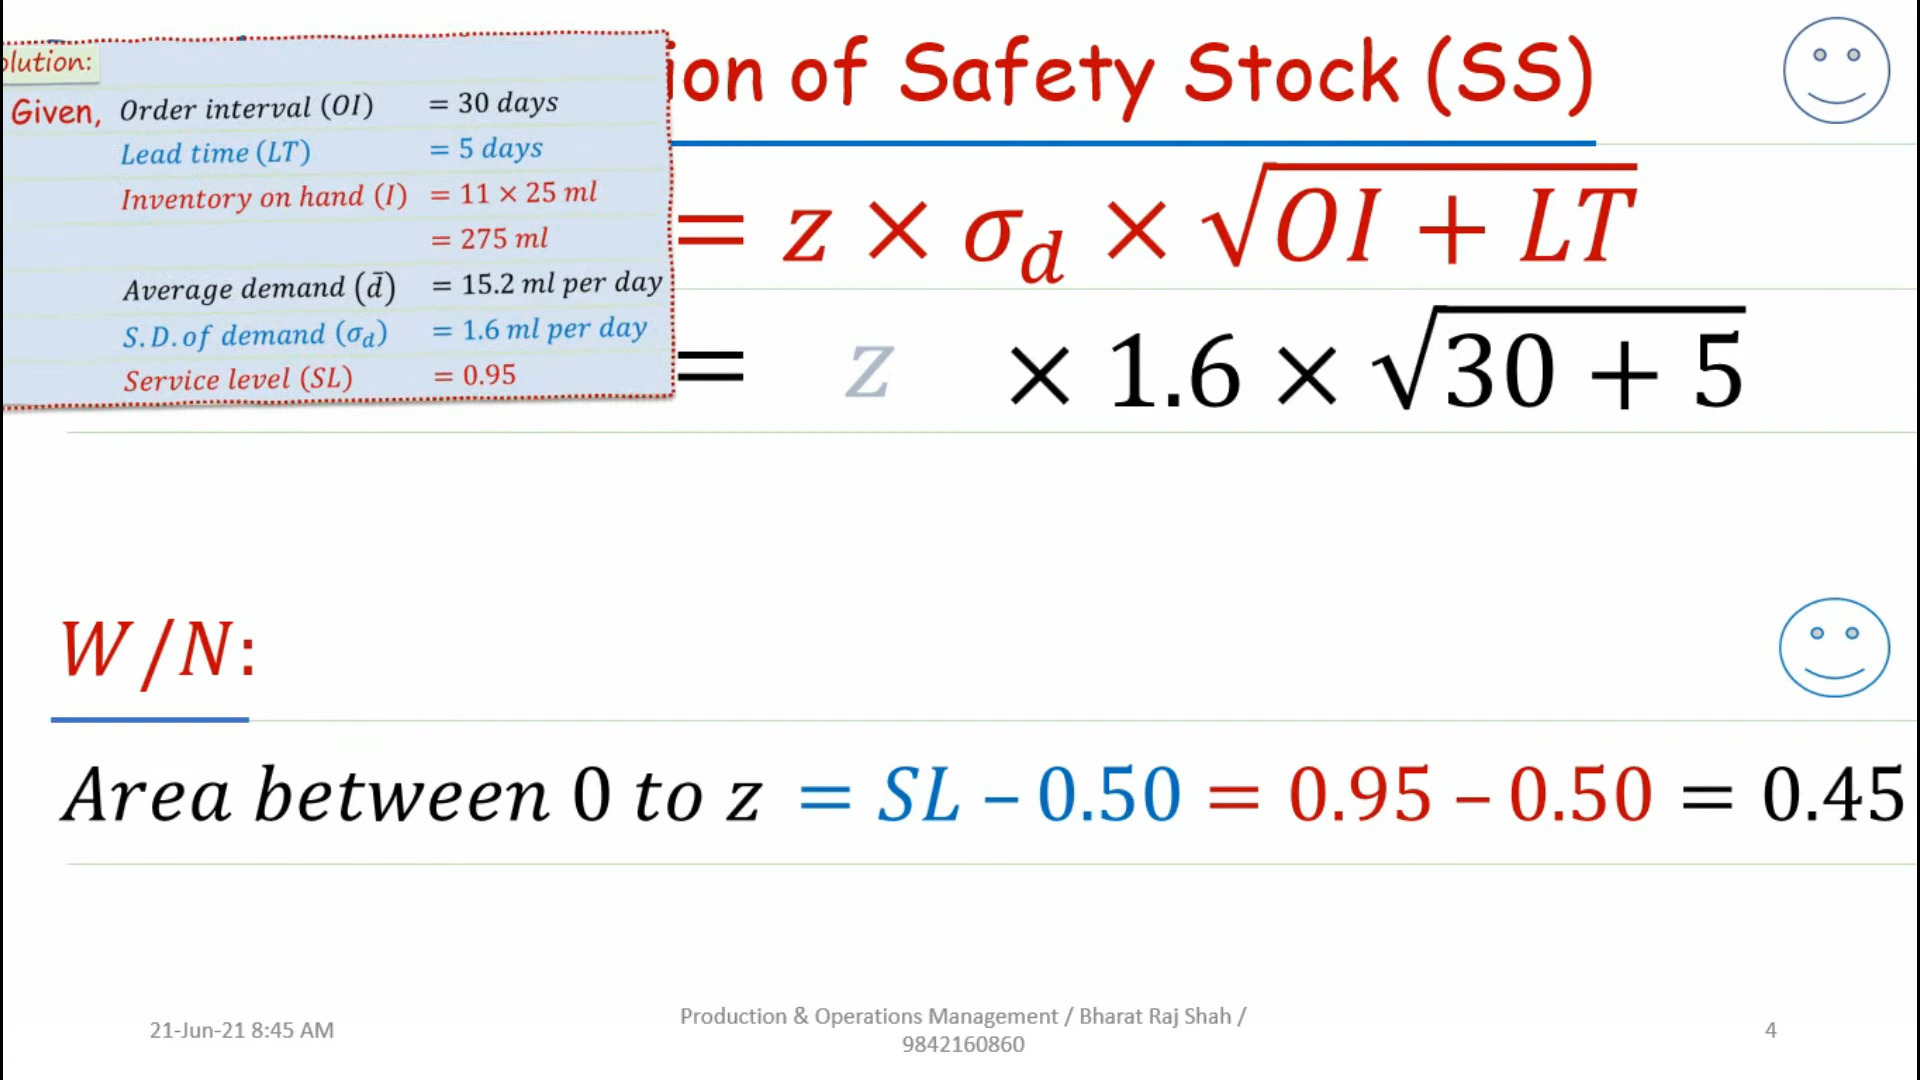 olution:
ion of Safety Stock (SS)
Given, Order interval (OI) = 30 days
Lead time (LT) = 5 days
Inventory on hand (I) = 11 × 25 ml
= 275 ml
Average demand (d̄) = 15.2 ml per day
S.D. of demand (σ_d) = 1.6 ml per day
Service level (SL) = 0.95
= z × σ_d × √(OI + LT)
= z × 1.6 × √(30 + 5)
W/N:
Area between 0 to z = SL – 0.50 = 0.95 – 0.50 = 0.45
21-Jun-21 8:45 AM
Production & Operations Management / Bharat Raj Shah /
9842160860
4